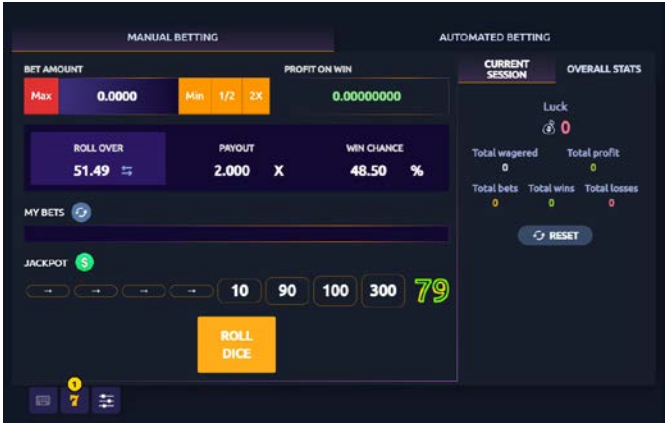 MANUAL BETTING
AUTOMATED BETTING
BET AMOUNT
PROFIT ON WIN
Max 0.0000 Min 1/2 2X
0.00000000
ROLL OVER PAYOUT WIN CHANCE
51.49 2.000 X 48.50 %
MY BETS
JACKPOT S
10 90 100 300 79
ROLL
DICE
1
7
CURRENT
SESSION
OVERALL STATS
Luck
0
Total wagered Total profit
0 0
Total bets Total wins Total losses
0 0 0
RESET